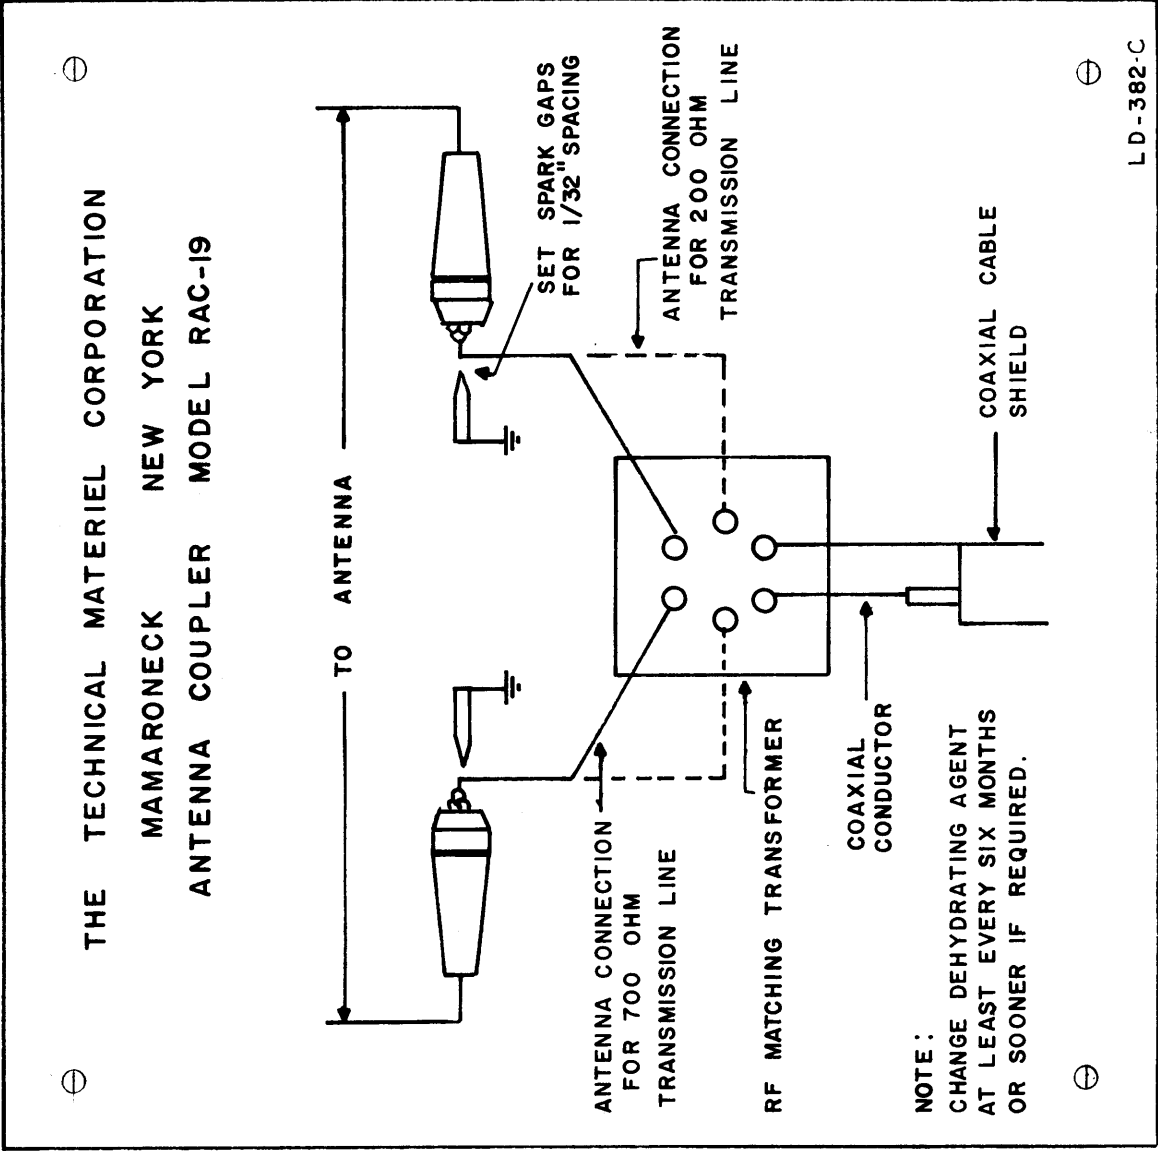 THE TECHNICAL MATERIEL CORPORATION
MAMARONECK NEW YORK
ANTENNA COUPLER MODEL RAC-19
TO ANTENNA
SET SPARK GAPS
FOR 1/32" SPACING
ANTENNA CONNECTION
FOR 700 OHM
TRANSMISSION LINE
ANTENNA CONNECTION
FOR 200 OHM
TRANSMISSION LINE
RF MATCHING TRANSFORMER
COAXIAL
CONDUCTOR
COAXIAL CABLE
SHIELD
NOTE:
CHANGE DEHYDRATING AGENT
AT LEAST EVERY SIX MONTHS
OR SOONER IF REQUIRED.
LD-382-C